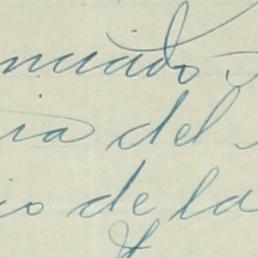 nciado
ia del
io de la